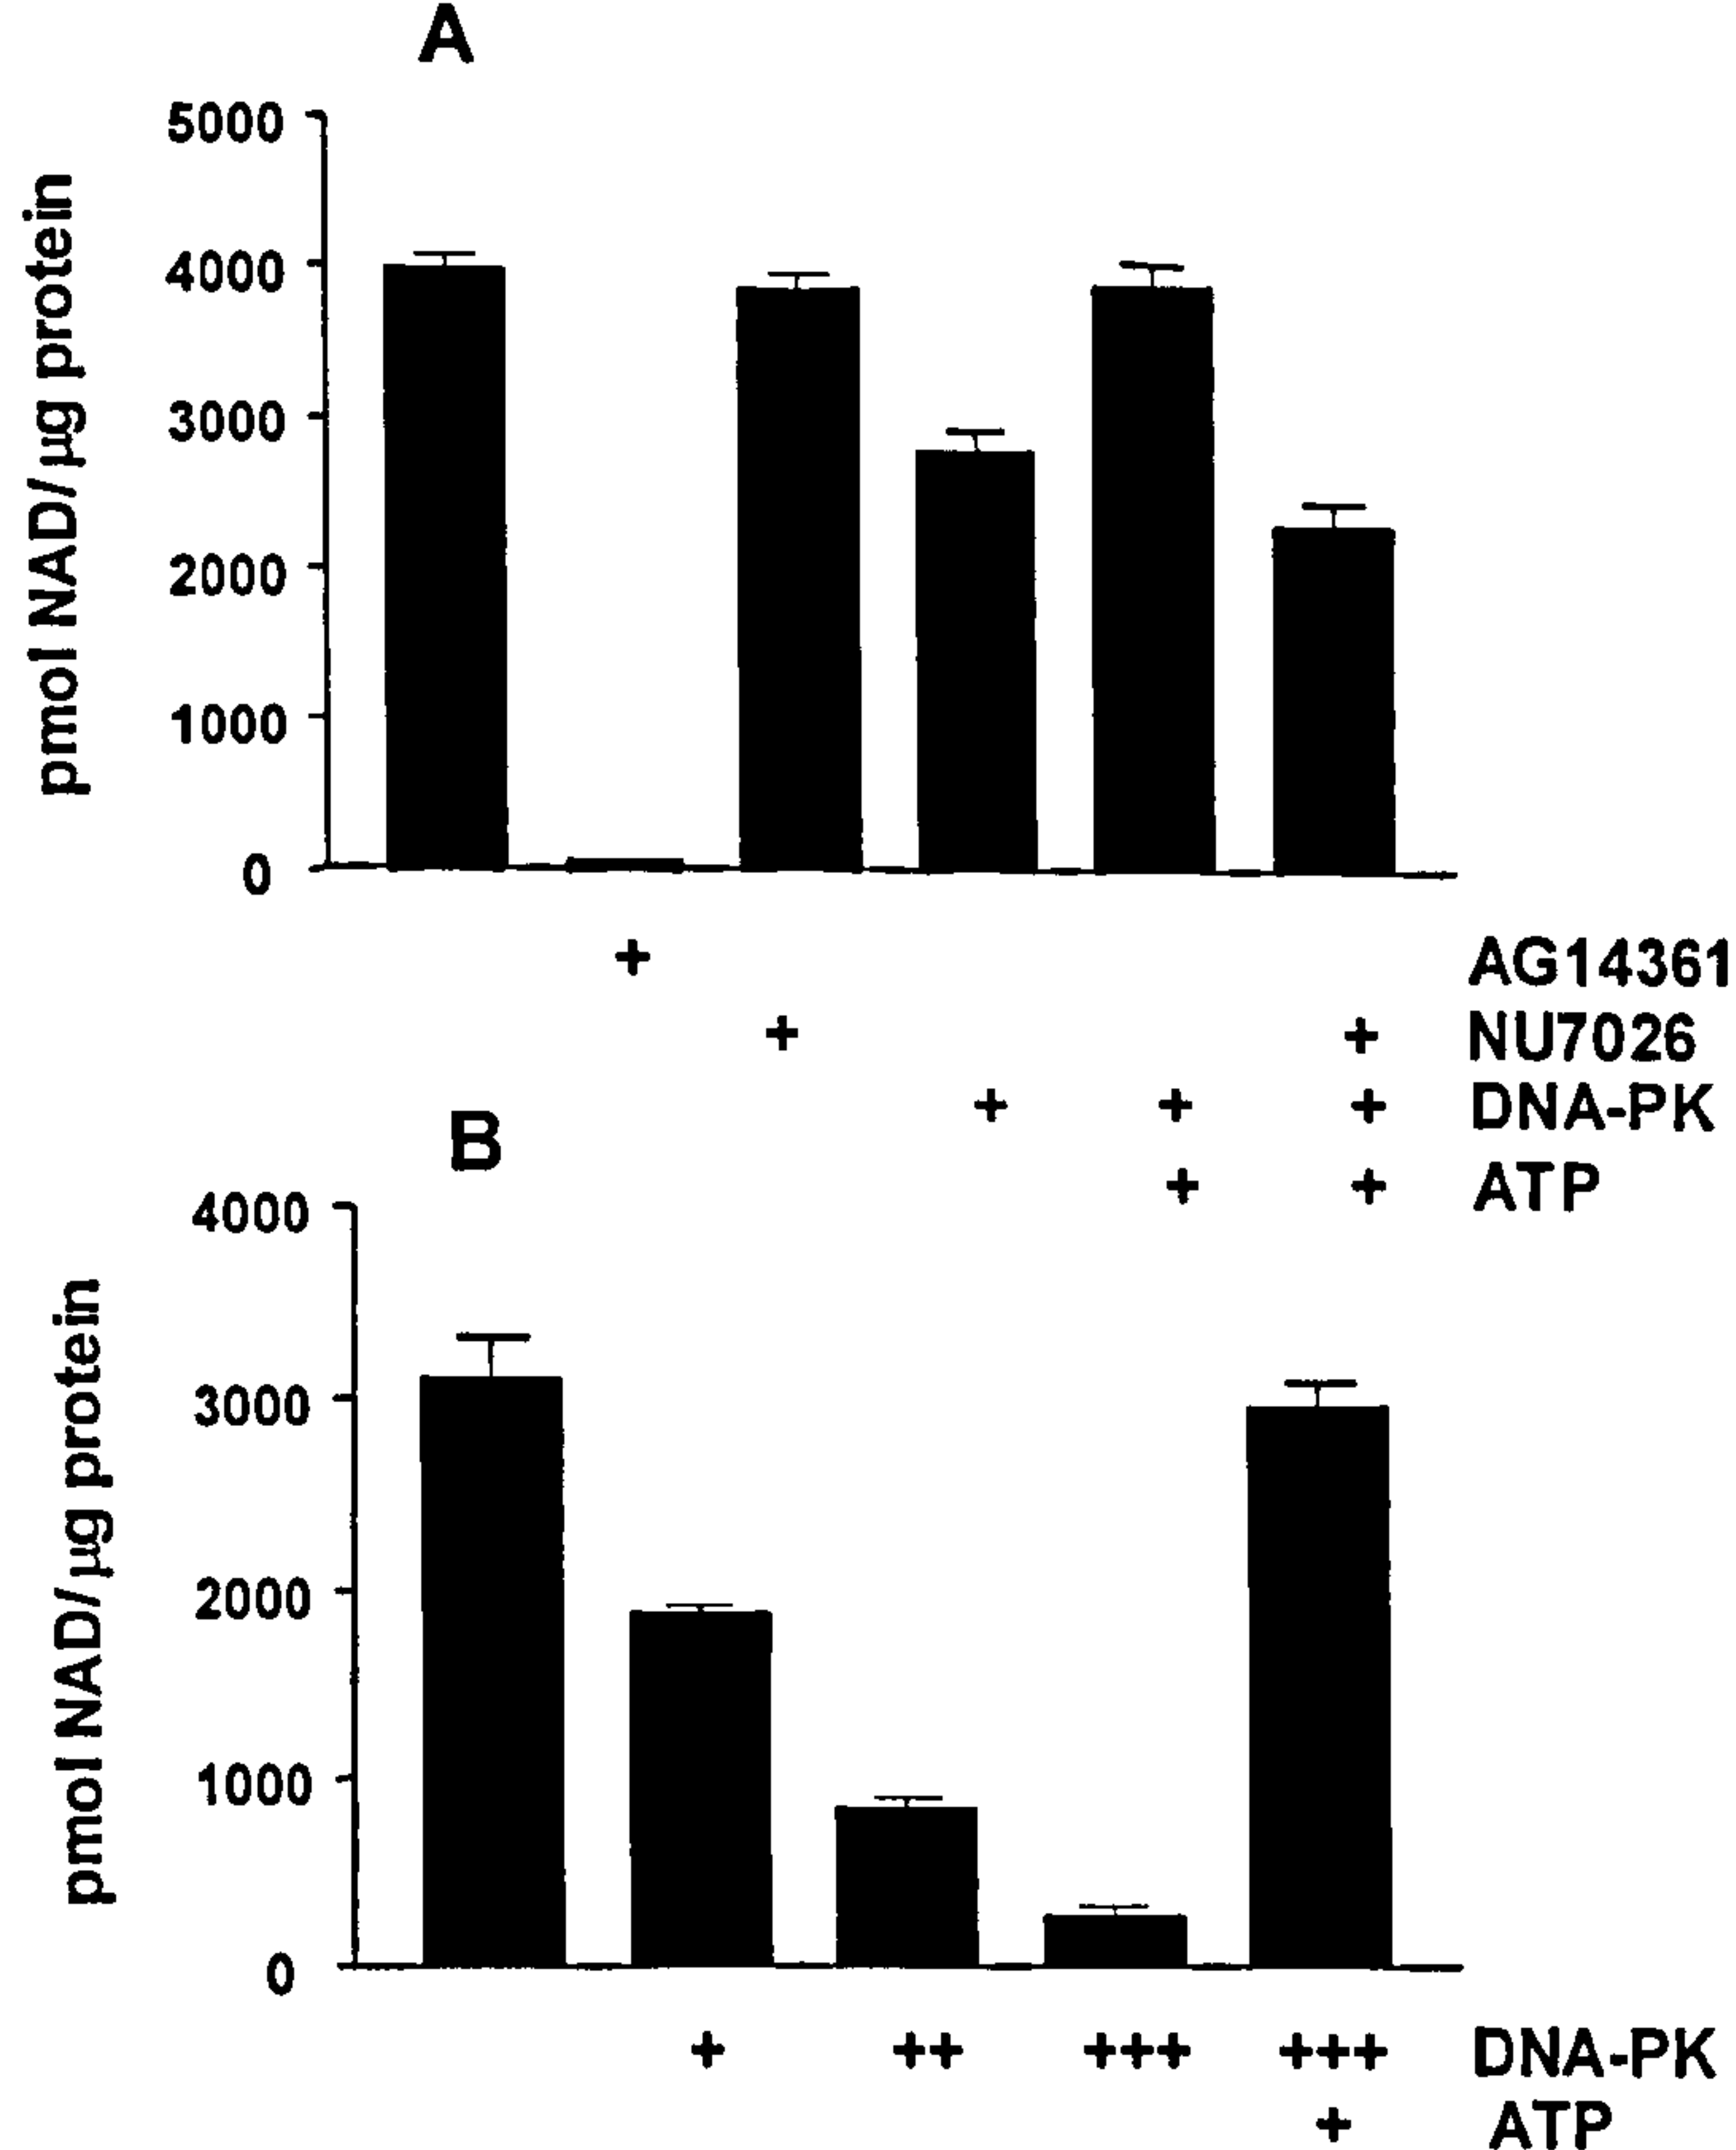 A
5000
4000
3000
2000
1000
0
pmol NAD/µg protein
+ AG14361
+ + NU7026
+ + + DNA-PK
+ + ATP
B
4000
3000
2000
1000
0
pmol NAD/µg protein
+ ++ +++ +++ DNA-PK
+ ATP